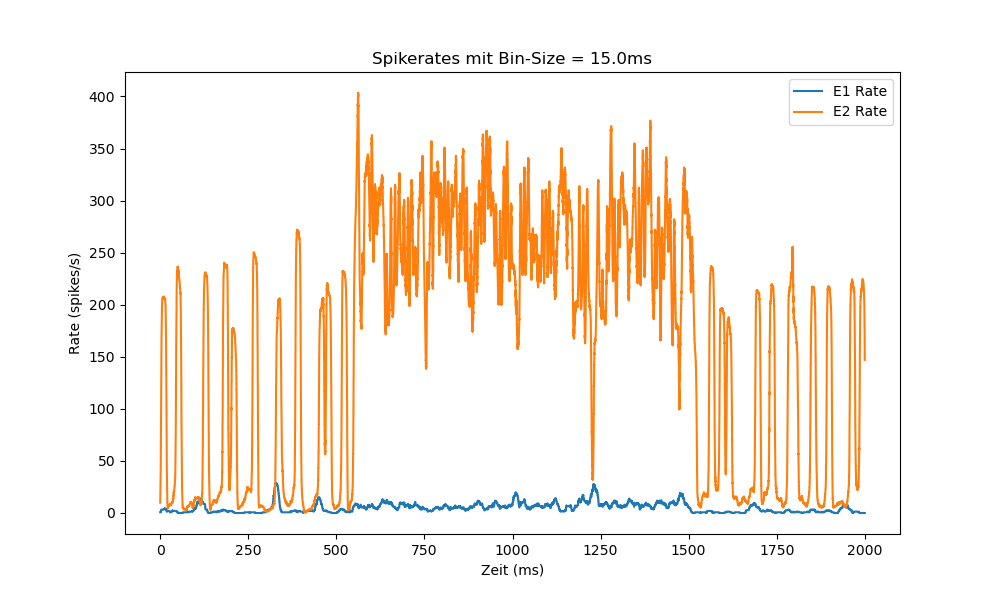 Spikerates mit Bin-Size = 15.0ms
E1 Rate
E2 Rate
Rate (spikes/s)
400
350
300
250
200
150
100
50
0
0 250 500 750 1000 1250 1500 1750 2000
Zeit (ms)